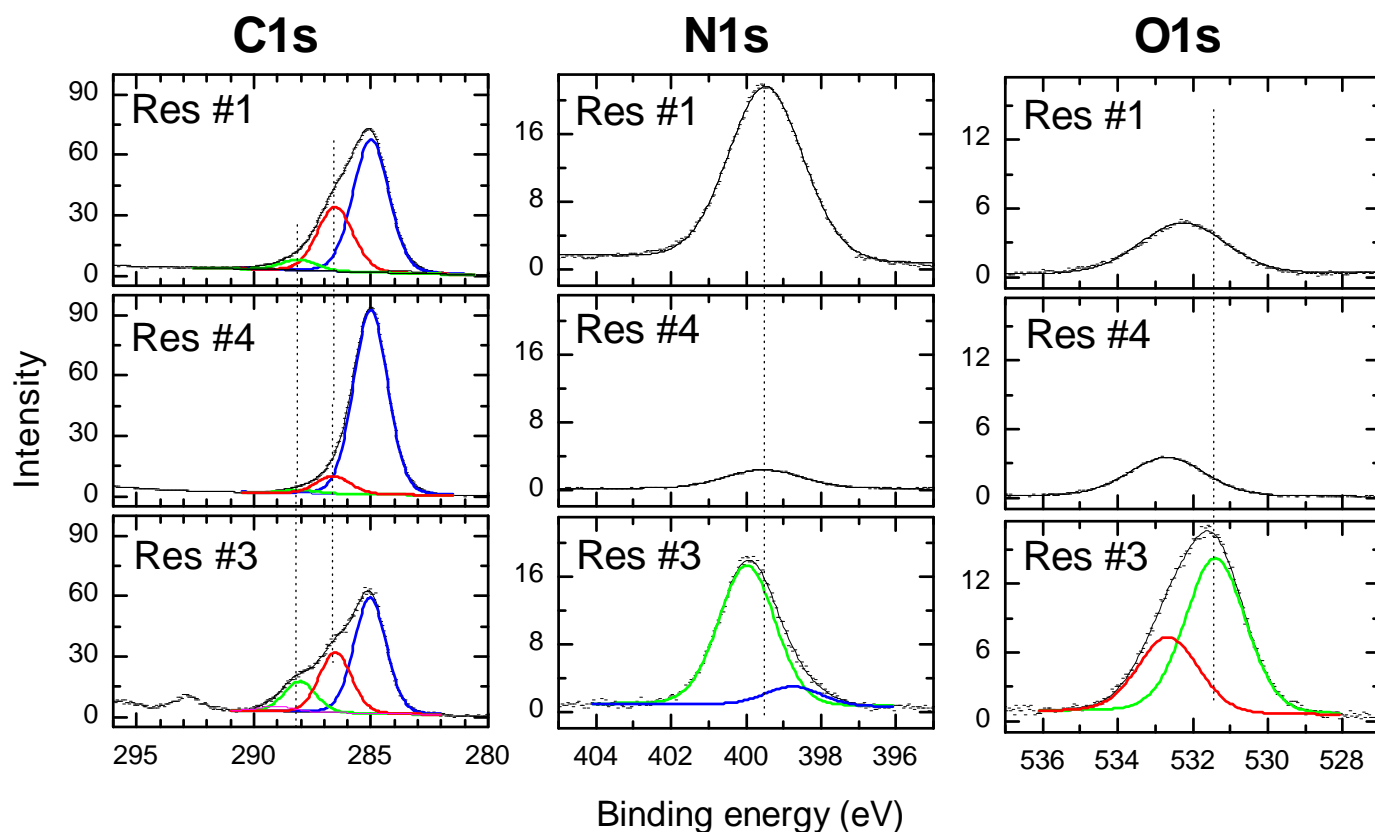 C1s N1s O1s
Intensity
Res #1
90
60
30
0
Res #4
90
60
30
0
Res #3
90
60
30
0
295 290 285 280
Res #1
16
8
0
Res #4
16
8
0
Res #3
16
8
0
404 402 400 398 396
Res #1
12
6
0
Res #4
12
6
0
Res #3
12
6
0
536 534 532 530 528
Binding energy (eV)